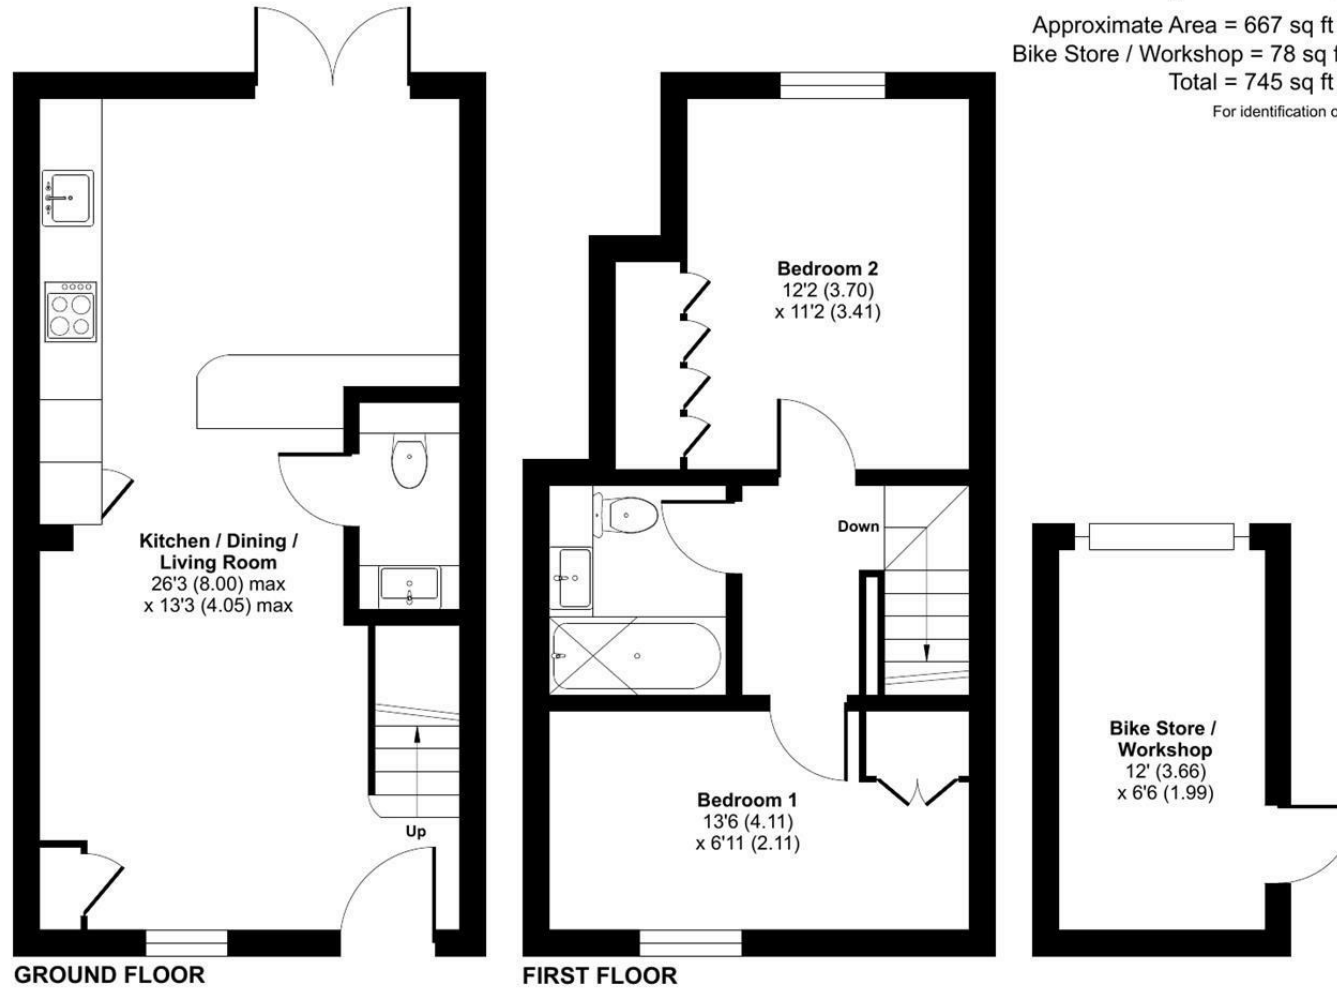 Approximate Area = 667 sq ft
Bike Store / Workshop = 78 sq f
Total = 745 sq ft
For identification o
Bedroom 2
12'2 (3.70)
x 11'2 (3.41)
Down
Kitchen / Dining /
Living Room
26'3 (8.00) max
x 13'3 (4.05) max
Up
Bedroom 1
13'6 (4.11)
x 6'11 (2.11)
Bike Store /
Workshop
12' (3.66)
x 6'6 (1.99)
GROUND FLOOR
FIRST FLOOR